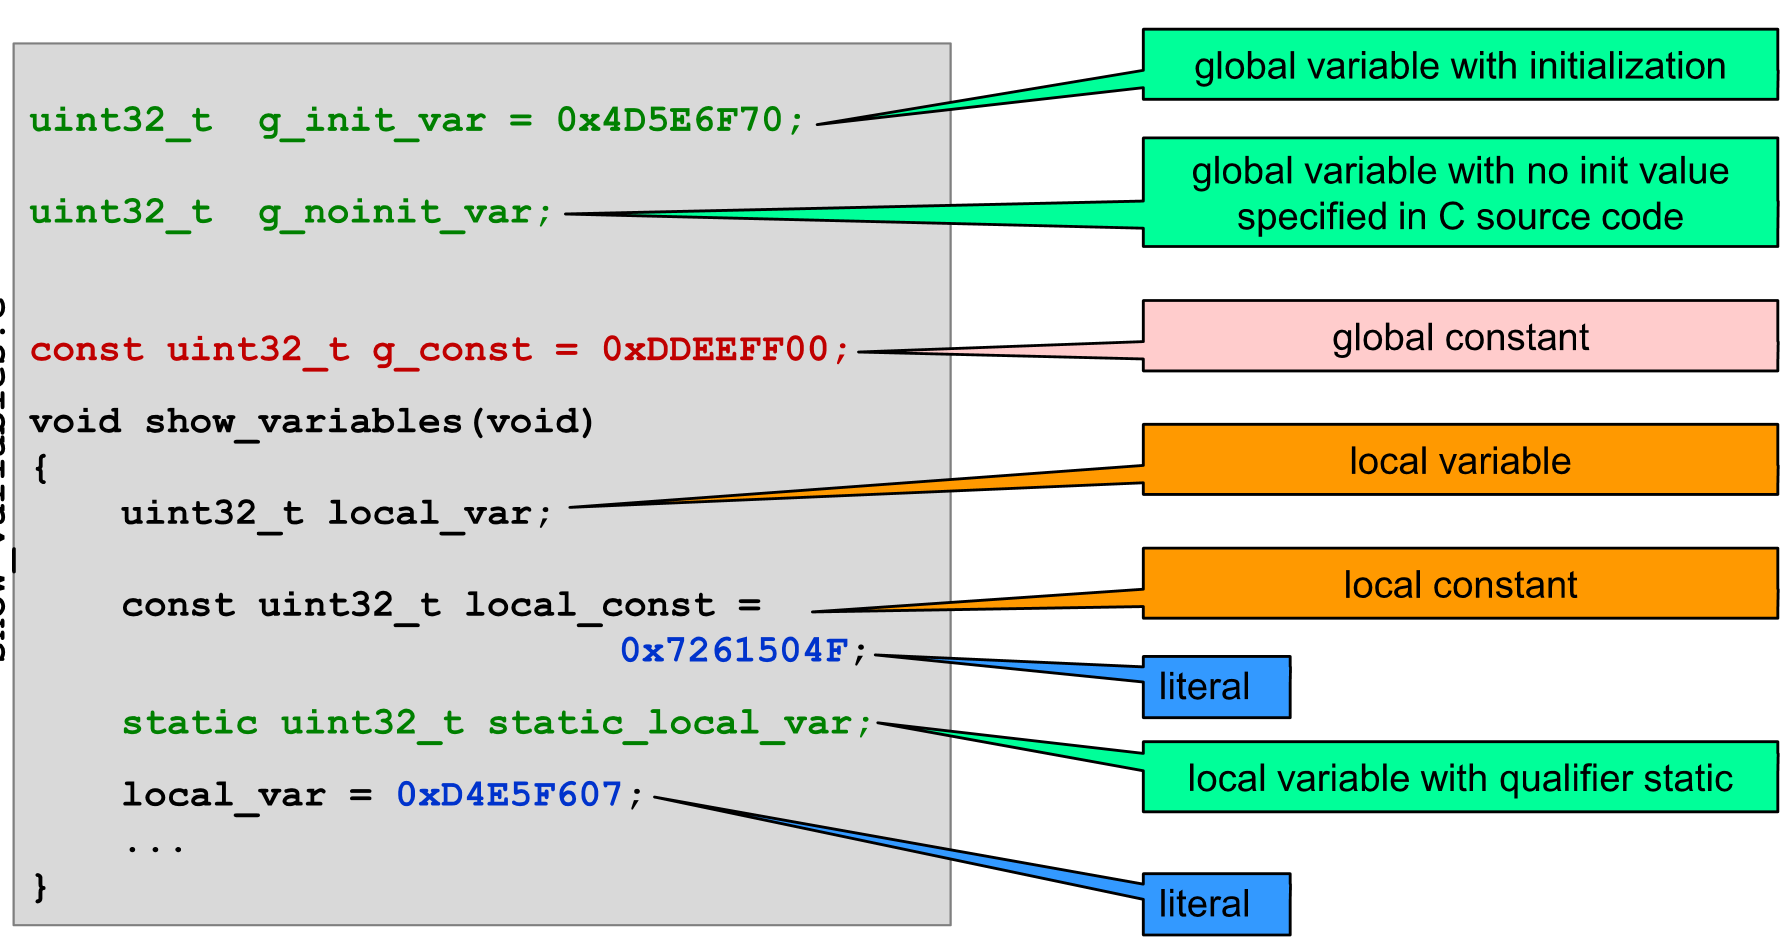 global variable with initialization
uint32_t  g_init_var = 0x4D5E6F70;
global variable with no init value
specified in C source code
uint32_t  g_noinit_var;
const uint32_t g_const = 0xDDEEFF00;
global constant
void show_variables(void)
{
local variable
uint32_t local_var;
const uint32_t local_const =
local constant
0x7261504F;
literal
static uint32_t static_local_var;
local variable with qualifier static
local_var = 0xD4E5F607;
...
}
literal